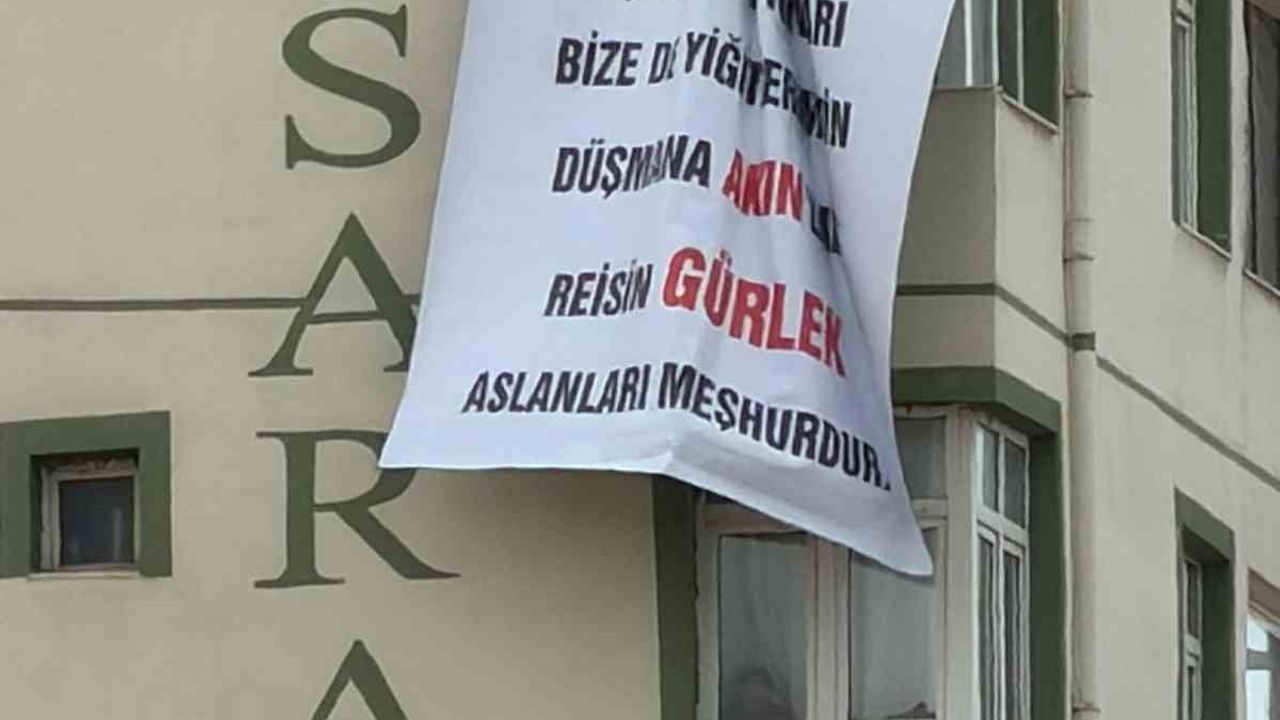 BİZE DE
DÜŞMANA AKIN
REİSİN GÜRLEK
ASLANLARI MEŞHURDUR.
S
A
R
A